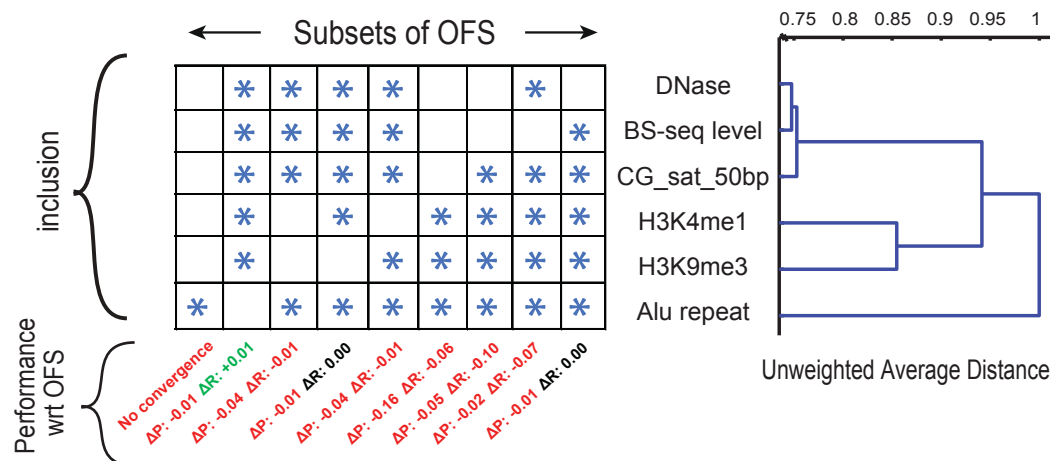 Subsets of OFS
0.75 0.8 0.85 0.9 0.95 1
inclusion
DNase
BS-seq level
CG_sat_50bp
H3K4me1
H3K9me3
Alu repeat
Performance
wrt OFS
No convergence
ΔP: -0.01 ΔR: +0.01
ΔP: -0.04 ΔR: -0.01
ΔP: -0.01 ΔR: 0.00
ΔP: -0.04 ΔR: -0.01
ΔP: -0.16 ΔR: -0.06
ΔP: -0.05 ΔR: -0.10
ΔP: -0.02 ΔR: -0.07
ΔP: -0.01 ΔR: 0.00
Unweighted Average Distance